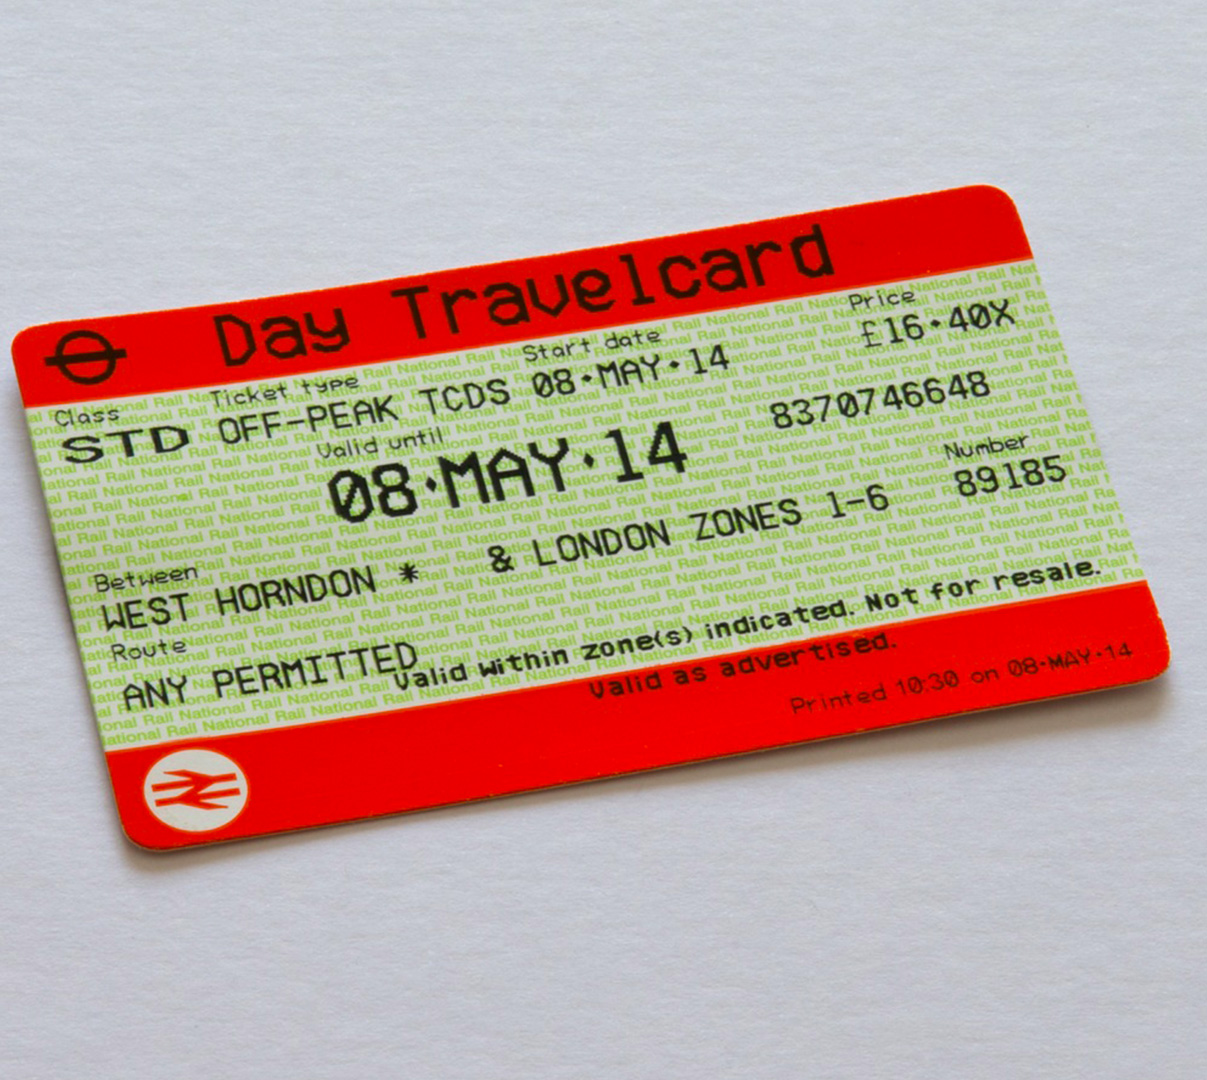 Day Travelcard
Class Ticket type Start date Price
STD OFF-PEAK TCDS 08·MAY·14 £16·40X
Valid until
08·MAY·14 8370746648
Number
89185
Between
WEST HORNDON * & LONDON ZONES 1-6
Route
ANY PERMITTED
Valid within zone(s) indicated. Not for resale.
Valid as advertised.
Printed 10:30 on 08·MAY·14